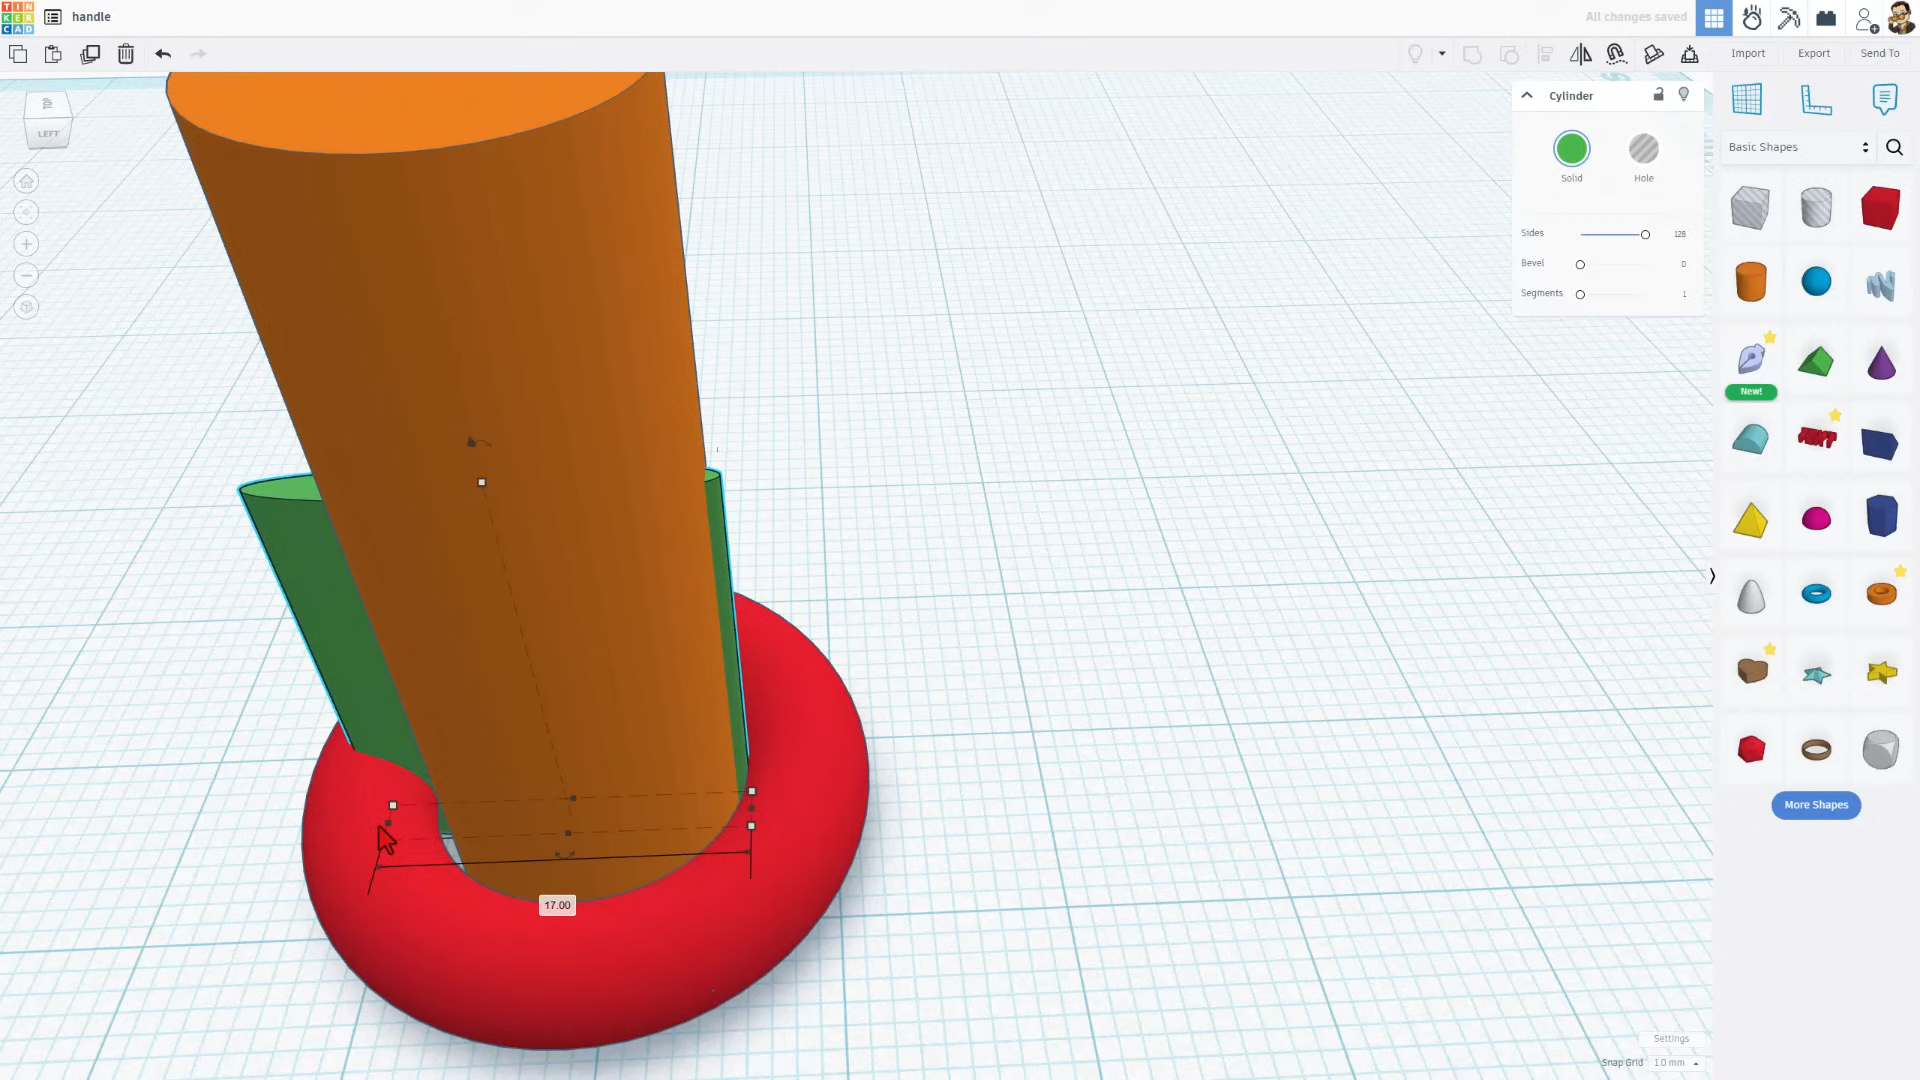 TIN
KER
CAD
handle
All changes saved
Import
Export
Send To
TOP
LEFT
Cylinder
Solid
Hole
Sides
128
Bevel
0
Segments
1
Basic Shapes
New!
More Shapes
17.00
Settings
Snap Grid
1.0 mm